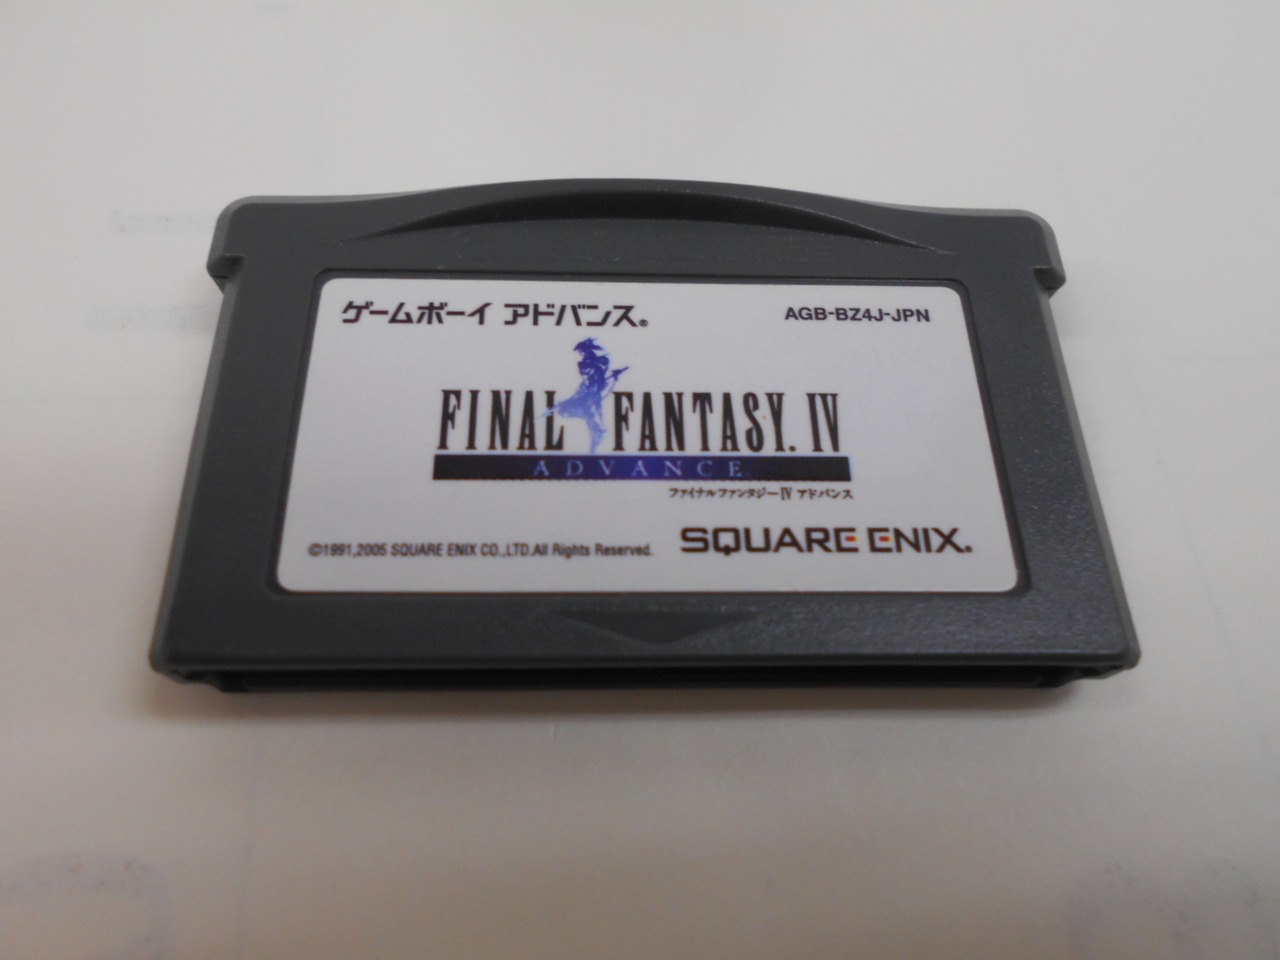 ゲームボーイ アドバンス®
AGB-BZ4J-JPN
FINAL FANTASY. IV
ADVANCE
ファイナルファンタジーIV アドバンス
©1991,2005 SQUARE ENIX CO.,LTD.All Rights Reserved.
SQUARE ENIX.